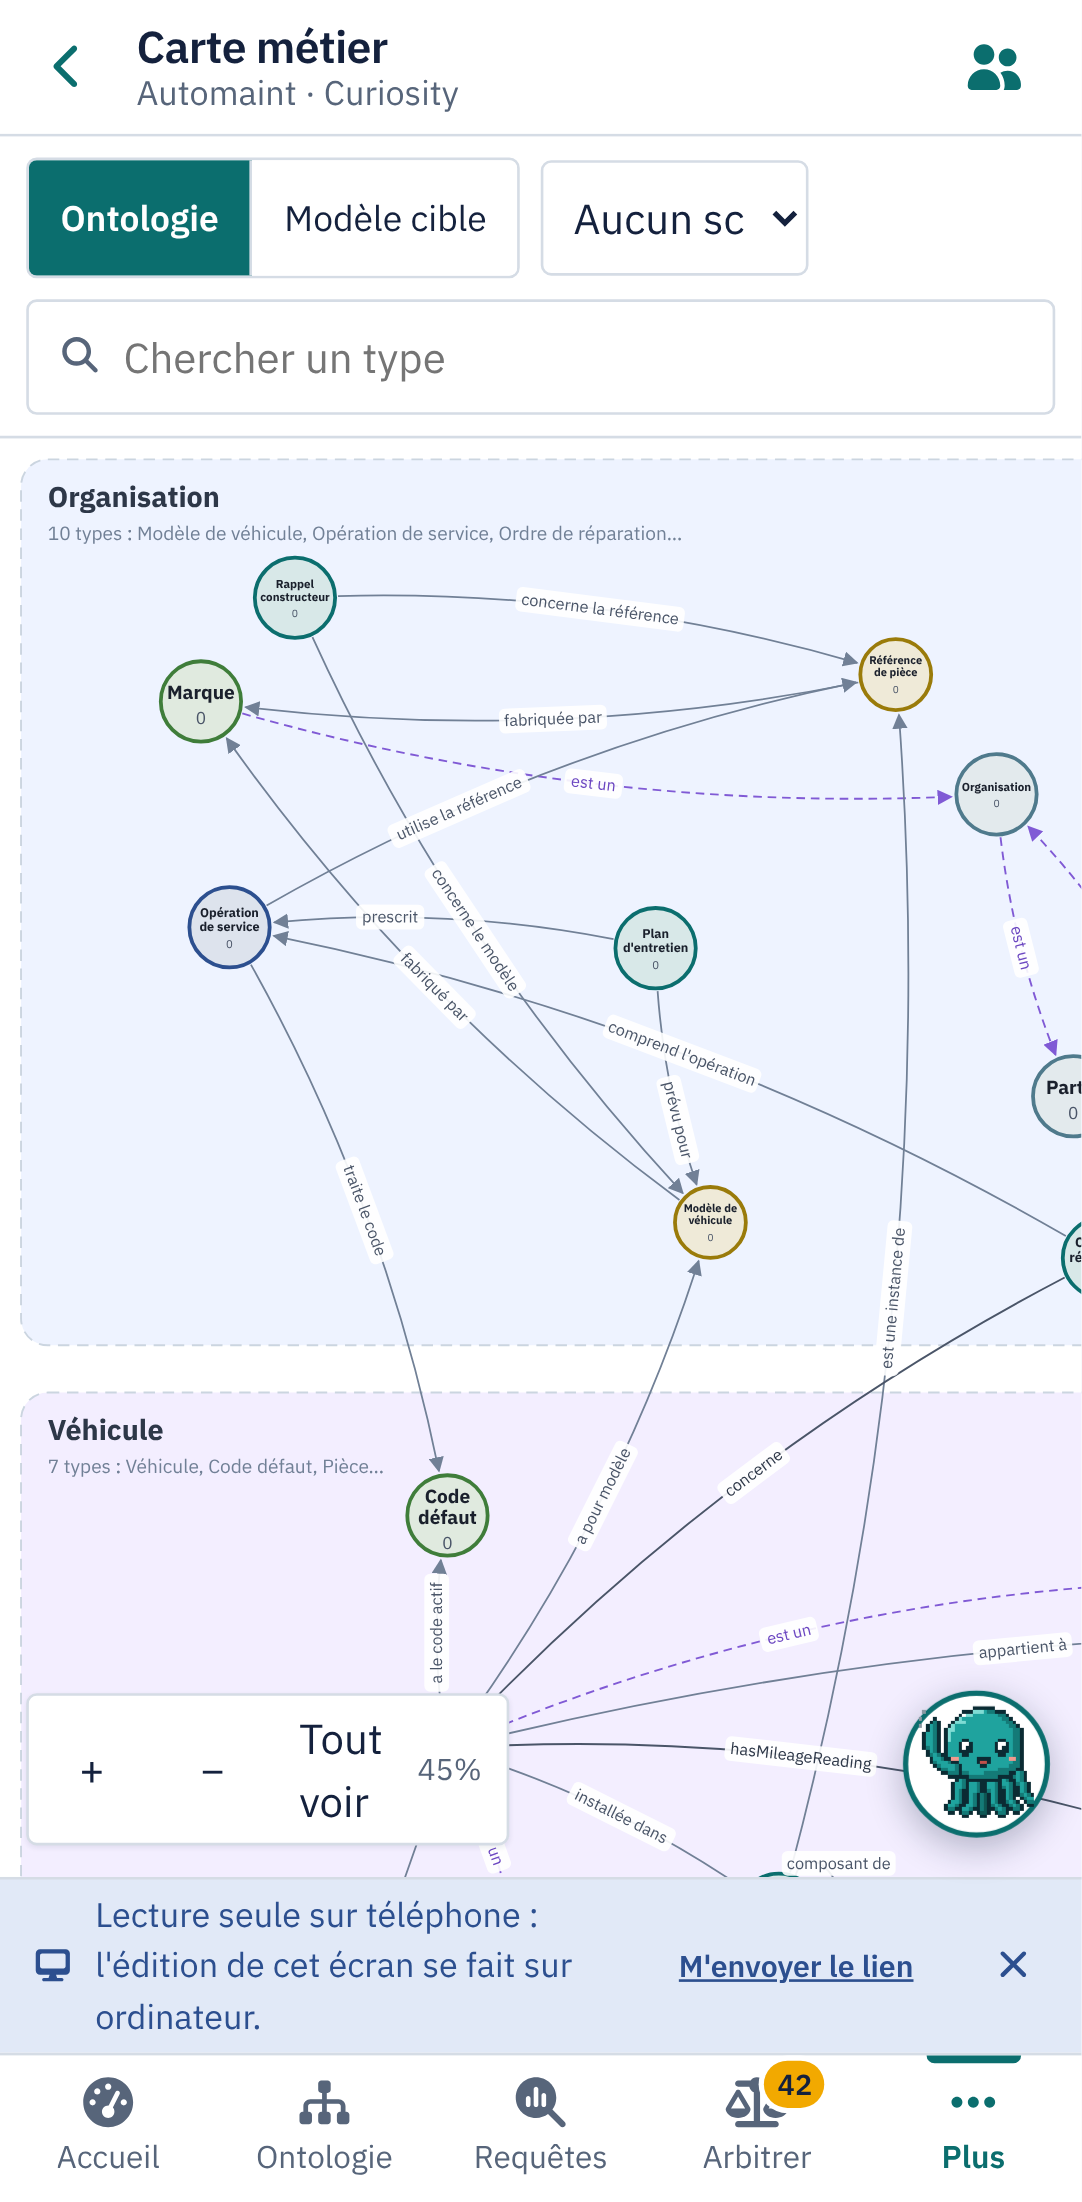 Carte métier
Automaint · Curiosity
Ontologie
Modèle cible
Aucun sc
Chercher un type
Organisation
10 types : Modèle de véhicule, Opération de service, Ordre de réparation...
Rappel
constructeur
0
concerne la référence
Référence
de pièce
0
Marque
0
fabriquée par
est un
Organisation
0
utilise la référence
concerne le modèle
Opération
de service
0
prescrit
Plan
d'entretien
0
est un
fabriqué par
comprend l'opération
Part
0
prévu pour
traite le code
Modèle de
véhicule
0
est une instance de
Véhicule
7 types : Véhicule, Code défaut, Pièce...
Code
défaut
0
a pour modèle
concerne
a le code actif
est un
appartient à
hasMileageReading
installée dans
composant de
un
+
−
Tout
voir
45%
Lecture seule sur téléphone :
l'édition de cet écran se fait sur
ordinateur.
M'envoyer le lien
Accueil
Ontologie
Requêtes
42
Arbitrer
Plus